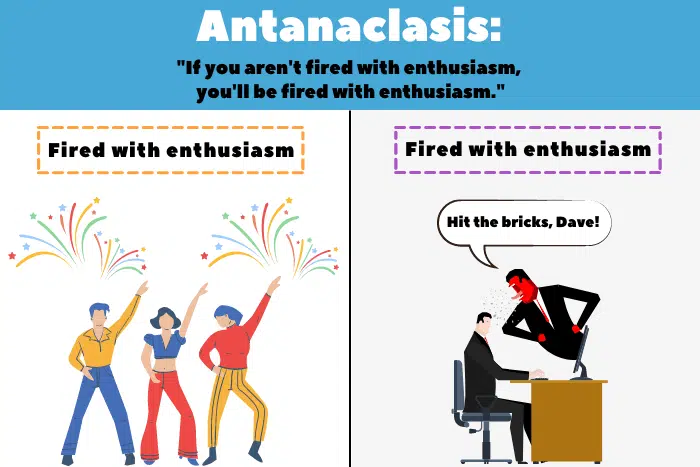 Antanaclasis:
"If you aren't fired with enthusiasm,
you'll be fired with enthusiasm."
Fired with enthusiasm
Fired with enthusiasm
Hit the bricks, Dave!